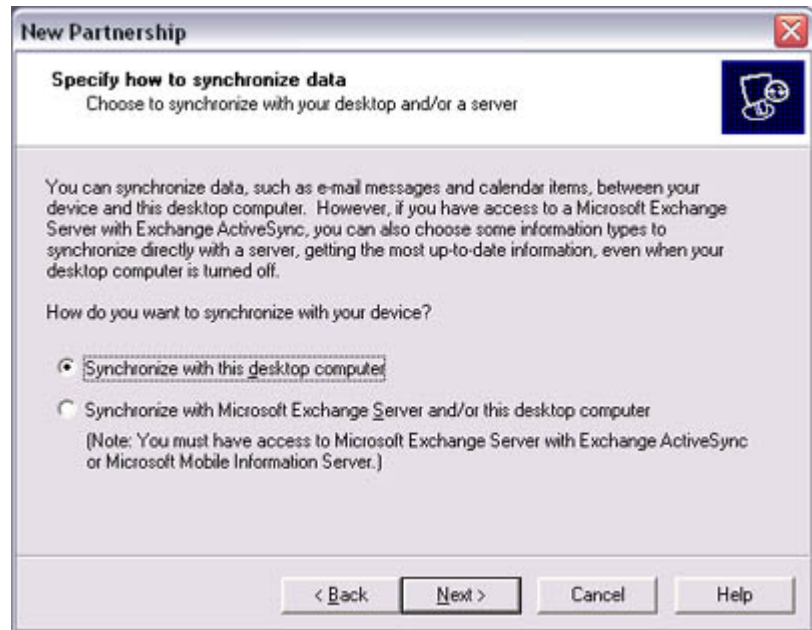 New Partnership
Specify how to synchronize data
Choose to synchronize with your desktop and/or a server
You can synchronize data, such as e-mail messages and calendar items, between your
device and this desktop computer. However, if you have access to a Microsoft Exchange
Server with Exchange ActiveSync, you can also choose some information types to
synchronize directly with a server, getting the most up-to-date information, even when your
desktop computer is turned off.
How do you want to synchronize with your device?
Synchronize with this desktop computer
Synchronize with Microsoft Exchange Server and/or this desktop computer
(Note: You must have access to Microsoft Exchange Server with Exchange ActiveSync
or Microsoft Mobile Information Server.)
< Back Next > Cancel Help